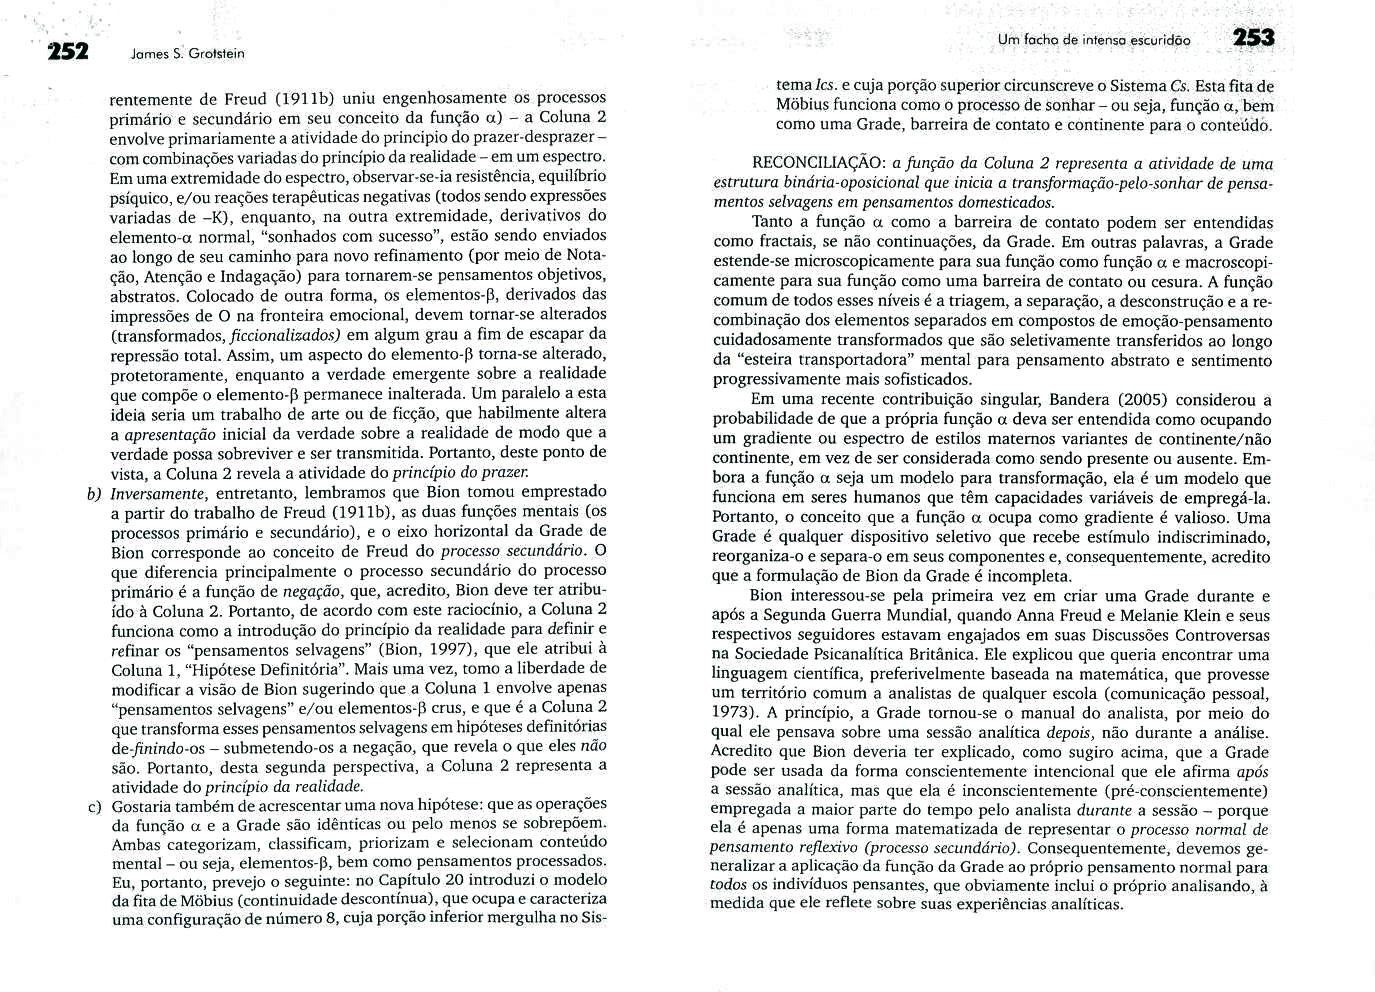 252 James S. Grotstein
rentemente de Freud (1911b) uniu engenhosamente os processos
primário e secundário em seu conceito da função α) – a Coluna 2
envolve primariamente a atividade do principio do prazer-desprazer –
com combinações variadas do princípio da realidade – em um espectro.
Em uma extremidade do espectro, observar-se-ia resistência, equilíbrio
psíquico, e/ou reações terapêuticas negativas (todos sendo expressões
variadas de –K), enquanto, na outra extremidade, derivativos do
elemento-α normal, “sonhados com sucesso”, estão sendo enviados
ao longo de seu caminho para novo refinamento (por meio de Nota-
ção, Atenção e Indagação) para tornarem-se pensamentos objetivos,
abstratos. Colocado de outra forma, os elementos-β, derivados das
impressões de O na fronteira emocional, devem tornar-se alterados
(transformados, ficcionalizados) em algum grau a fim de escapar da
repressão total. Assim, um aspecto do elemento-β torna-se alterado,
protetoramente, enquanto a verdade emergente sobre a realidade
que compõe o elemento-β permanece inalterada. Um paralelo a esta
ideia seria um trabalho de arte ou de ficção, que habilmente altera
a apresentação inicial da verdade sobre a realidade de modo que a
verdade possa sobreviver e ser transmitida. Portanto, deste ponto de
vista, a Coluna 2 revela a atividade do princípio do prazer.
b) Inversamente, entretanto, lembramos que Bion tomou emprestado
a partir do trabalho de Freud (1911b), as duas funções mentais (os
processos primário e secundário), e o eixo horizontal da Grade de
Bion corresponde ao conceito de Freud do processo secundário. O
que diferencia principalmente o processo secundário do processo
primário é a função de negação, que, acredito, Bion deve ter atribu-
ído à Coluna 2. Portanto, de acordo com este raciocínio, a Coluna 2
funciona como a introdução do princípio da realidade para definir e
refinar os “pensamentos selvagens” (Bion, 1997), que ele atribui à
Coluna 1, “Hipótese Definitória”. Mais uma vez, tomo a liberdade de
modificar a visão de Bion sugerindo que a Coluna 1 envolve apenas
“pensamentos selvagens” e/ou elementos-β crus, e que é a Coluna 2
que transforma esses pensamentos selvagens em hipóteses definitórias
de-finindo-os – submetendo-os a negação, que revela o que eles não
são. Portanto, desta segunda perspectiva, a Coluna 2 representa a
atividade do princípio da realidade.
c) Gostaria também de acrescentar uma nova hipótese: que as operações
da função α e a Grade são idênticas ou pelo menos se sobrepõem.
Ambas categorizam, classificam, priorizam e selecionam conteúdo
mental – ou seja, elementos-β, bem como pensamentos processados.
Eu, portanto, prevejo o seguinte: no Capítulo 20 introduzi o modelo
da fita de Möbius (continuidade descontínua), que ocupa e caracteriza
uma configuração de número 8, cuja porção inferior mergulha no Sis-
Um facho de intensa escuridão 253
tema Ics. e cuja porção superior circunscreve o Sistema Cs. Esta fita de
Möbius funciona como o processo de sonhar – ou seja, função α, bem
como uma Grade, barreira de contato e continente para o conteúdo.
RECONCILIAÇÃO: a função da Coluna 2 representa a atividade de uma
estrutura binária-oposicional que inicia a transformação-pelo-sonhar de pensa-
mentos selvagens em pensamentos domesticados.
Tanto a função α como a barreira de contato podem ser entendidas
como fractais, se não continuações, da Grade. Em outras palavras, a Grade
estende-se microscopicamente para sua função como função α e macroscopi-
camente para sua função como uma barreira de contato ou cesura. A função
comum de todos esses níveis é a triagem, a separação, a desconstrução e a re-
combinação dos elementos separados em compostos de emoção-pensamento
cuidadosamente transformados que são seletivamente transferidos ao longo
da “esteira transportadora” mental para pensamento abstrato e sentimento
progressivamente mais sofisticados.
Em uma recente contribuição singular, Bandera (2005) considerou a
probabilidade de que a própria função α deva ser entendida como ocupando
um gradiente ou espectro de estilos maternos variantes de continente/não
continente, em vez de ser considerada como sendo presente ou ausente. Em-
bora a função α seja um modelo para transformação, ela é um modelo que
funciona em seres humanos que têm capacidades variáveis de empregá-la.
Portanto, o conceito que a função α ocupa como gradiente é valioso. Uma
Grade é qualquer dispositivo seletivo que recebe estímulo indiscriminado,
reorganiza-o e separa-o em seus componentes e, consequentemente, acredito
que a formulação de Bion da Grade é incompleta.
Bion interessou-se pela primeira vez em criar uma Grade durante e
após a Segunda Guerra Mundial, quando Anna Freud e Melanie Klein e seus
respectivos seguidores estavam engajados em suas Discussões Controversas
na Sociedade Psicanalítica Britânica. Ele explicou que queria encontrar uma
linguagem científica, preferivelmente baseada na matemática, que provesse
um território comum a analistas de qualquer escola (comunicação pessoal,
1973). A princípio, a Grade tornou-se o manual do analista, por meio do
qual ele pensava sobre uma sessão analítica depois, não durante a análise.
Acredito que Bion deveria ter explicado, como sugiro acima, que a Grade
pode ser usada da forma conscientemente intencional que ele afirma após
a sessão analítica, mas que ela é inconscientemente (pré-conscientemente)
empregada a maior parte do tempo pelo analista durante a sessão – porque
ela é apenas uma forma matematizada de representar o processo normal de
pensamento reflexivo (processo secundário). Consequentemente, devemos ge-
neralizar a aplicação da função da Grade ao próprio pensamento normal para
todos os indivíduos pensantes, que obviamente inclui o próprio analisando, à
medida que ele reflete sobre suas experiências analíticas.